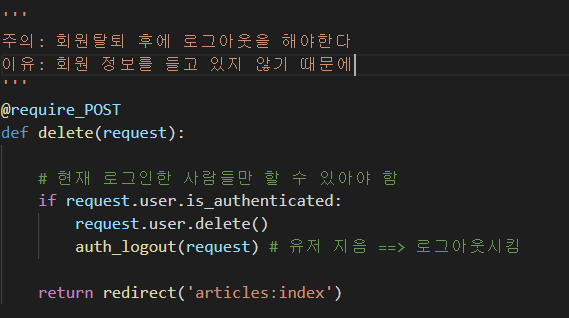 '''
주의: 회원탈퇴 후에 로그아웃을 해야한다
이유: 회원 정보를 들고 있지 않기 때문에
'''
@require_POST
def delete(request):
# 현재 로그인한 사람들만 할 수 있아야 함
if request.user.is_authenticated:
request.user.delete()
auth_logout(request) # 유저 지음 ==> 로그아웃시킴
return redirect('articles:index')